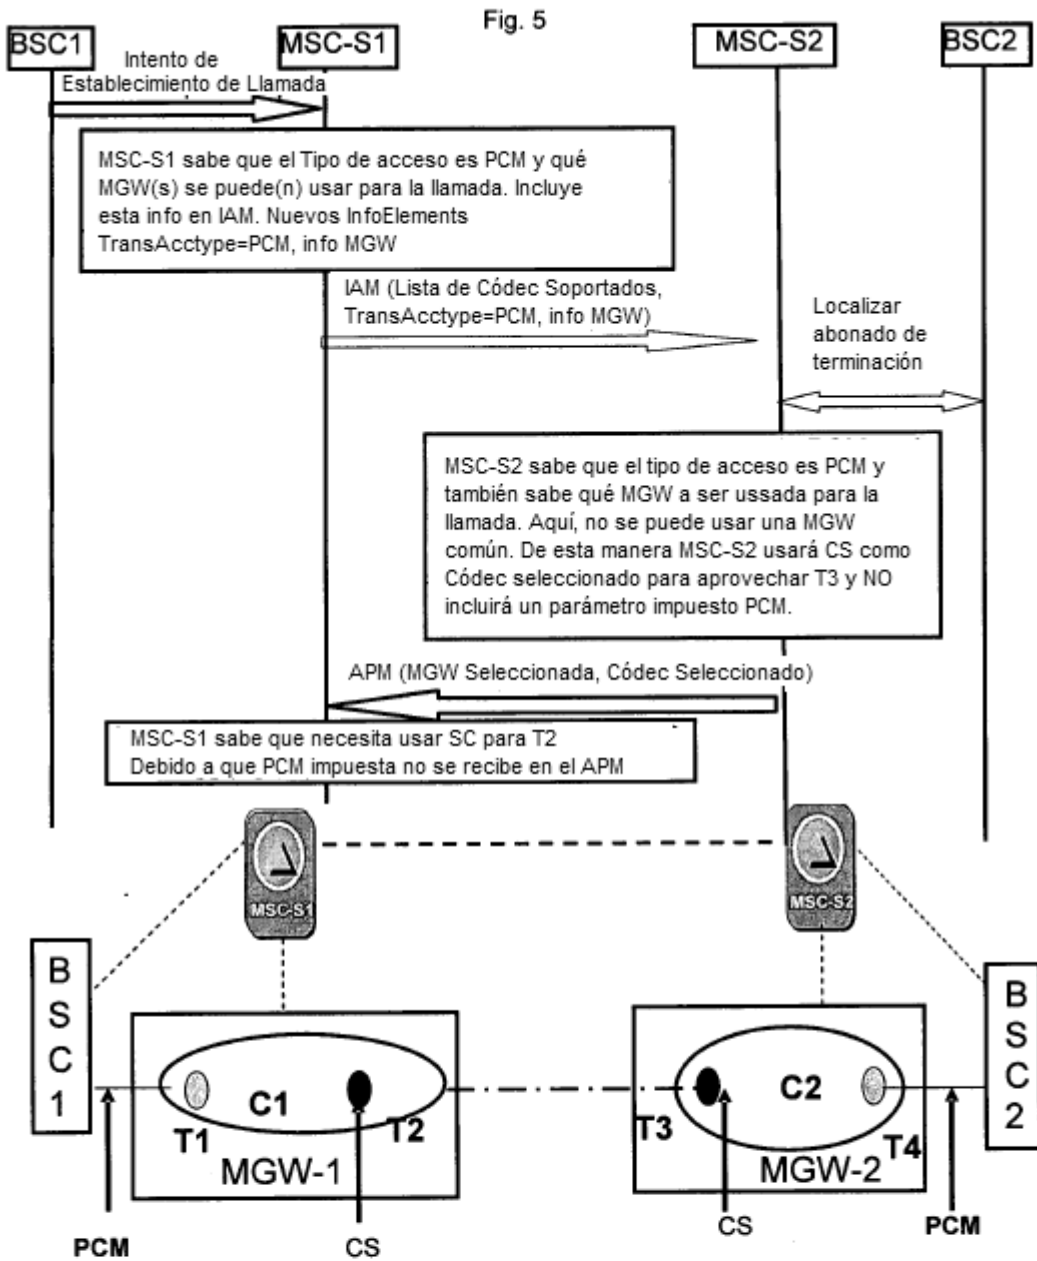 Fig. 5
BSC1
MSC-S1
MSC-S2
BSC2
Intento de
Establecimiento de Llamada
MSC-S1 sabe que el Tipo de acceso es PCM y qué
MGW(s) se puede(n) usar para la llamada. Incluye
esta info en IAM. Nuevos InfoElements
TransAcctype=PCM, info MGW
IAM (Lista de Códec Soportados,
TransAcctype=PCM, info MGW)
Localizar
abonado de
terminación
MSC-S2 sabe que el tipo de acceso es PCM y
también sabe qué MGW a ser ussada para la
llamada. Aquí, no se puede usar una MGW
común. De esta manera MSC-S2 usará CS como
Códec seleccionado para aprovechar T3 y NO
incluirá un parámetro impuesto PCM.
APM (MGW Seleccionada, Códec Seleccionado)
MSC-S1 sabe que necesita usar SC para T2
Debido a que PCM impuesta no se recibe en el APM
MSC-S1
MSC-S2
B
S
C
1
B
S
C
2
C1
T1
T2
MGW-1
C2
T3
T4
MGW-2
PCM
CS
CS
PCM